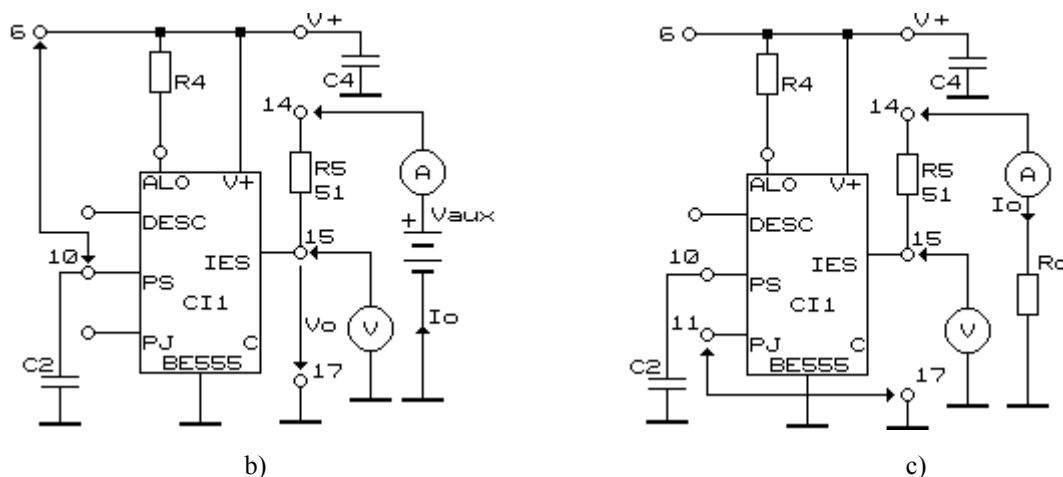 6
V+
R4
C4
14
A
ALO
V+
R5
51
Vaux
+
DESC
15
10
IES
PS
CI1
Vo
V
Io
PJ
C
C2
BE555
17
b)
6
V+
R4
C4
14
A
ALO
V+
R5
51
Io
DESC
15
10
IES
PS
CI1
11
V
PJ
C
C2
BE555
17
c)